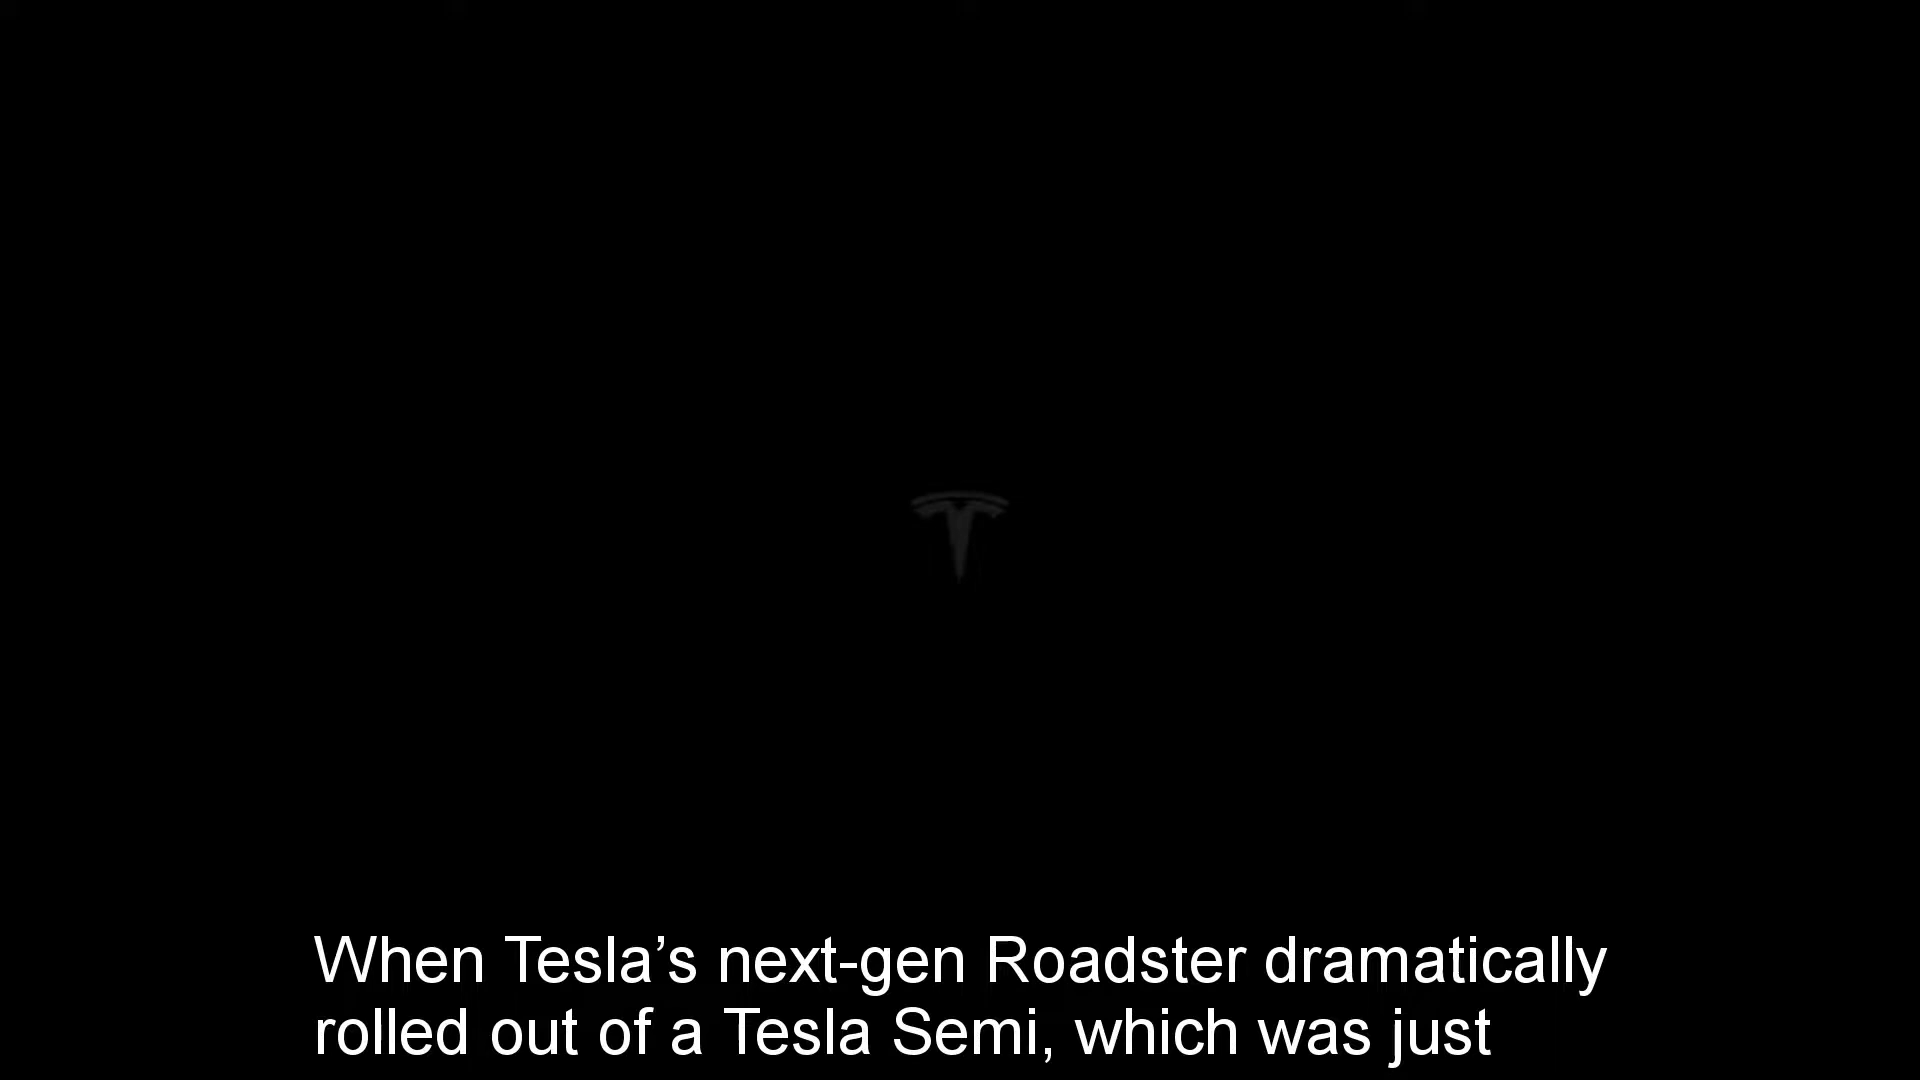 When Tesla’s next-gen Roadster dramatically
rolled out of a Tesla Semi, which was just